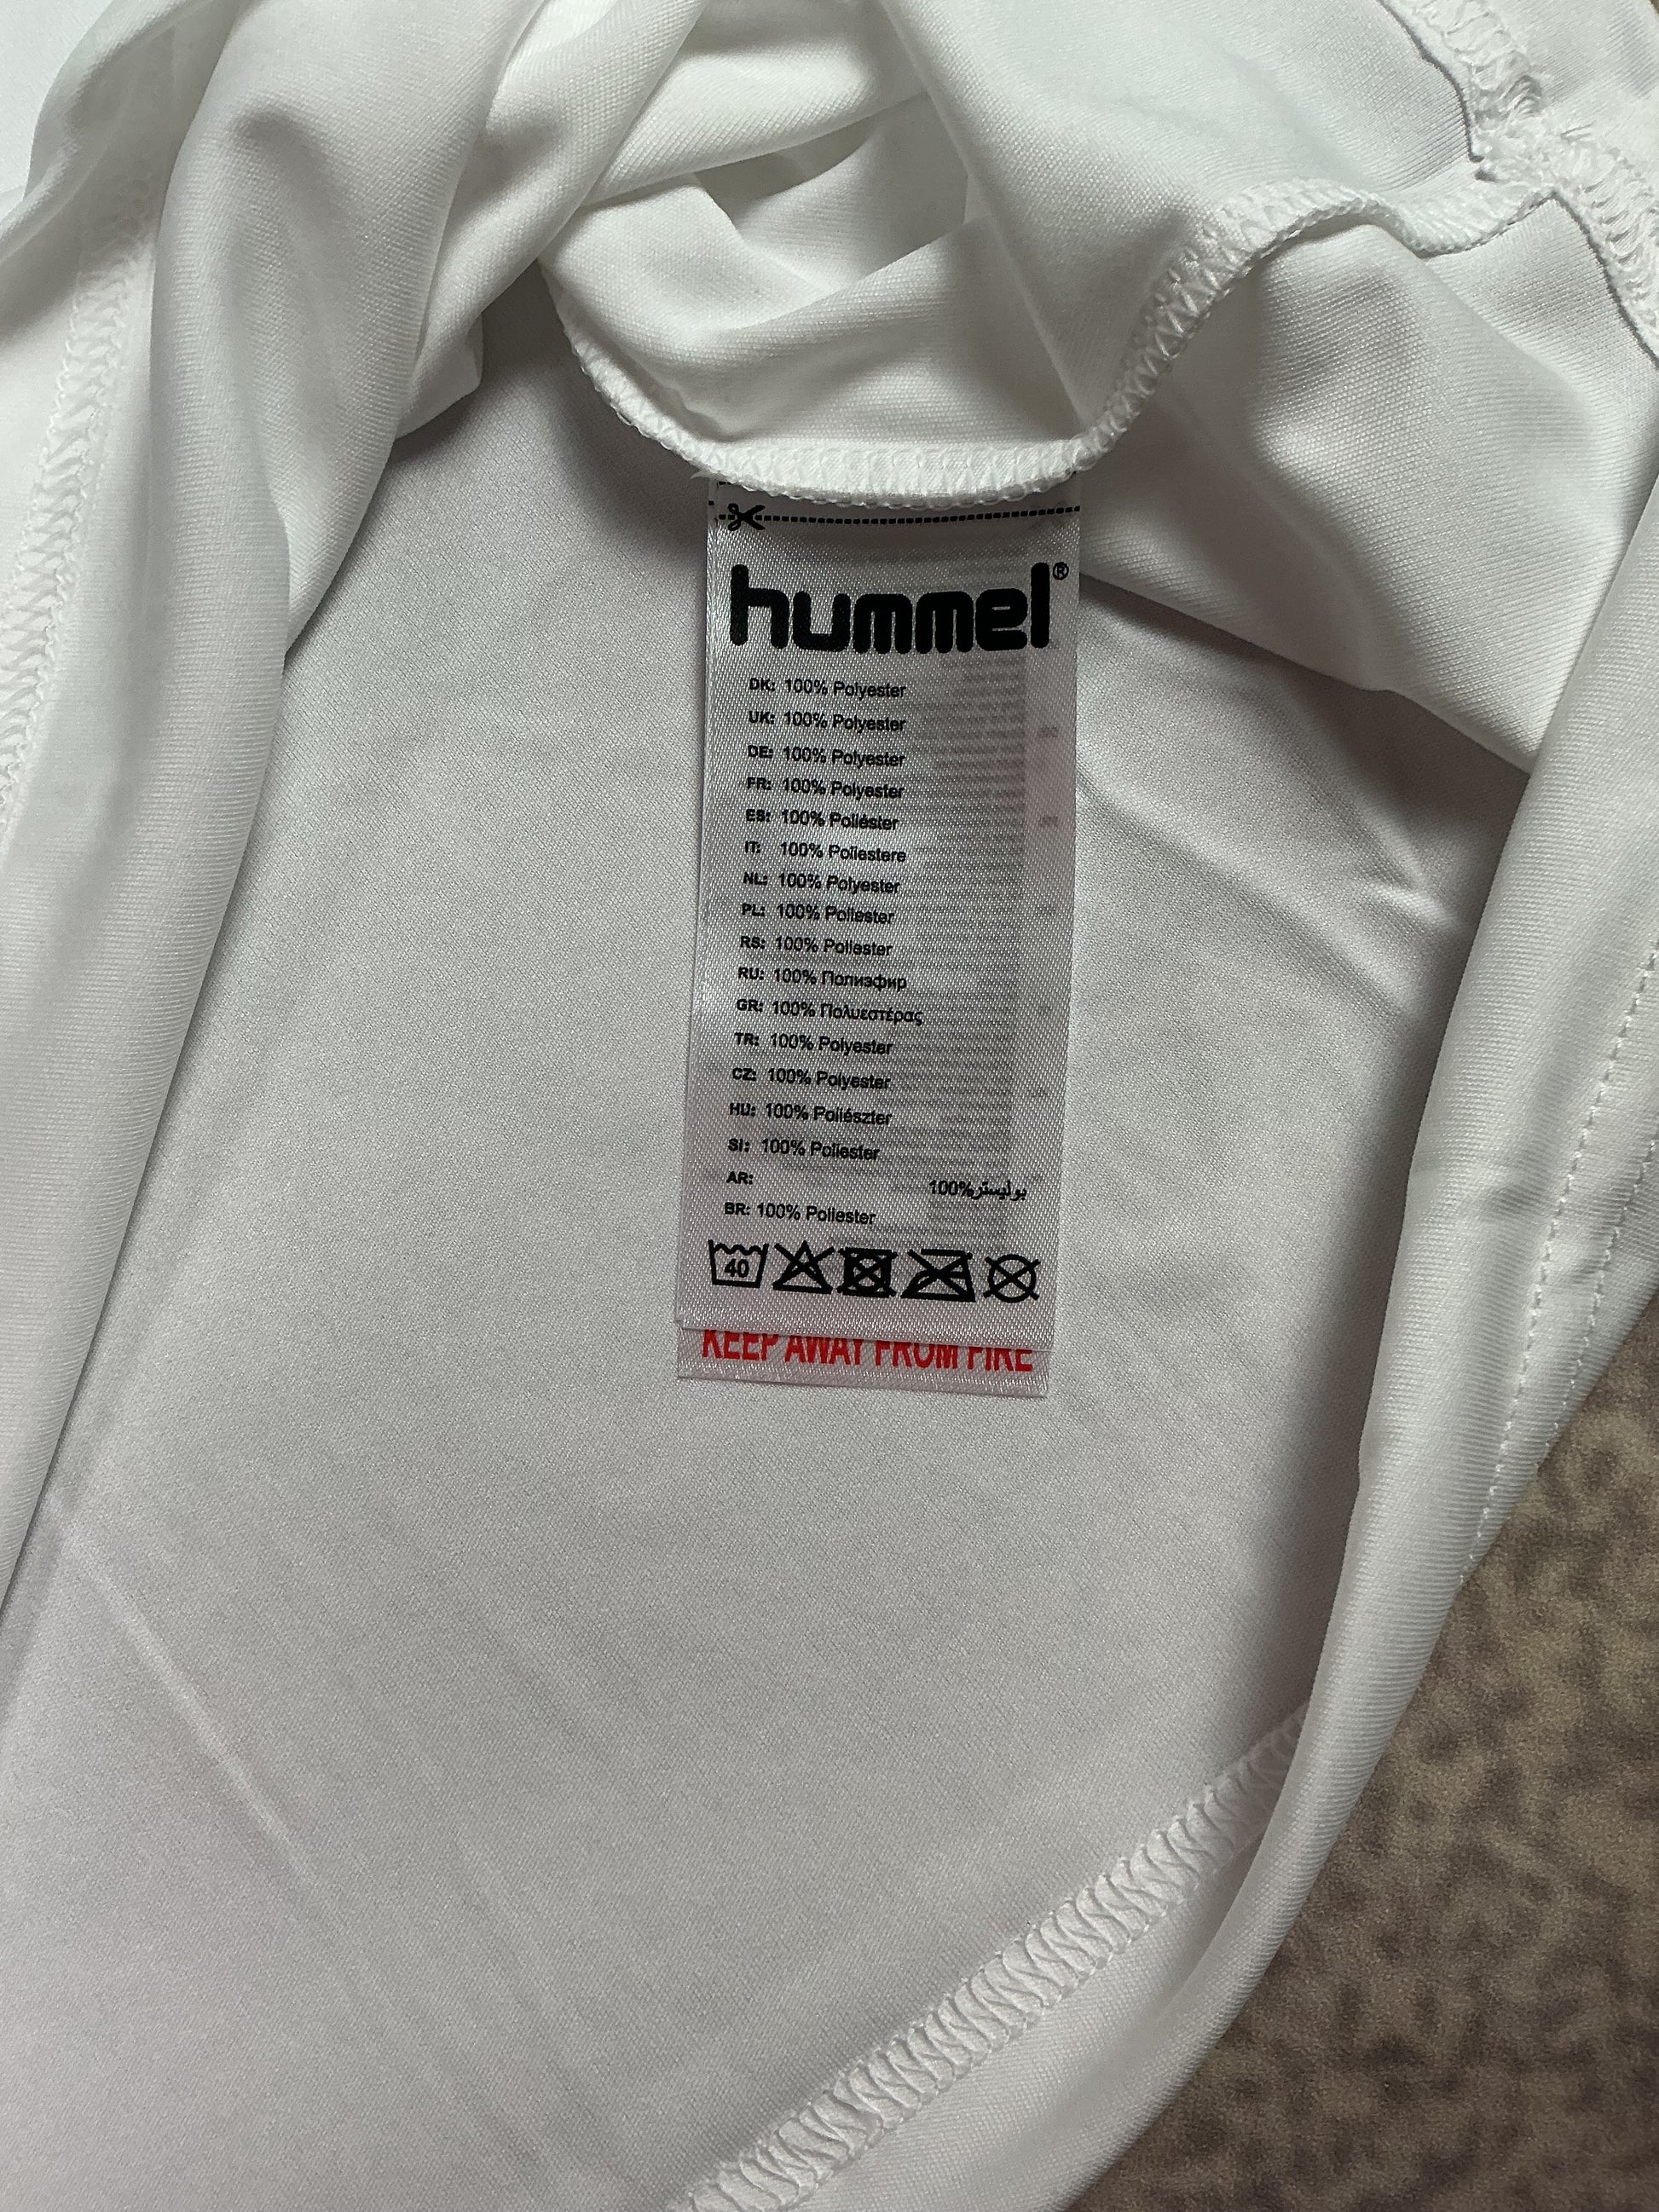 hummel®
DK: 100% Polyester
UK: 100% Polyester
DE: 100% Polyester
FR: 100% Polyester
ES: 100% Poliéster
IT: 100% Poliestere
NL: 100% Polyester
PL: 100% Poliester
RS: 100% Poliester
RU: 100% Полиэфир
GR: 100% Πολυεστέρας
TR: 100% Polyester
CZ: 100% Polyester
HU: 100% Poliészter
SI: 100% Poliester
AR: بوليستر100%
BR: 100% Poliester
40
KEEP AWAY FROM FIRE